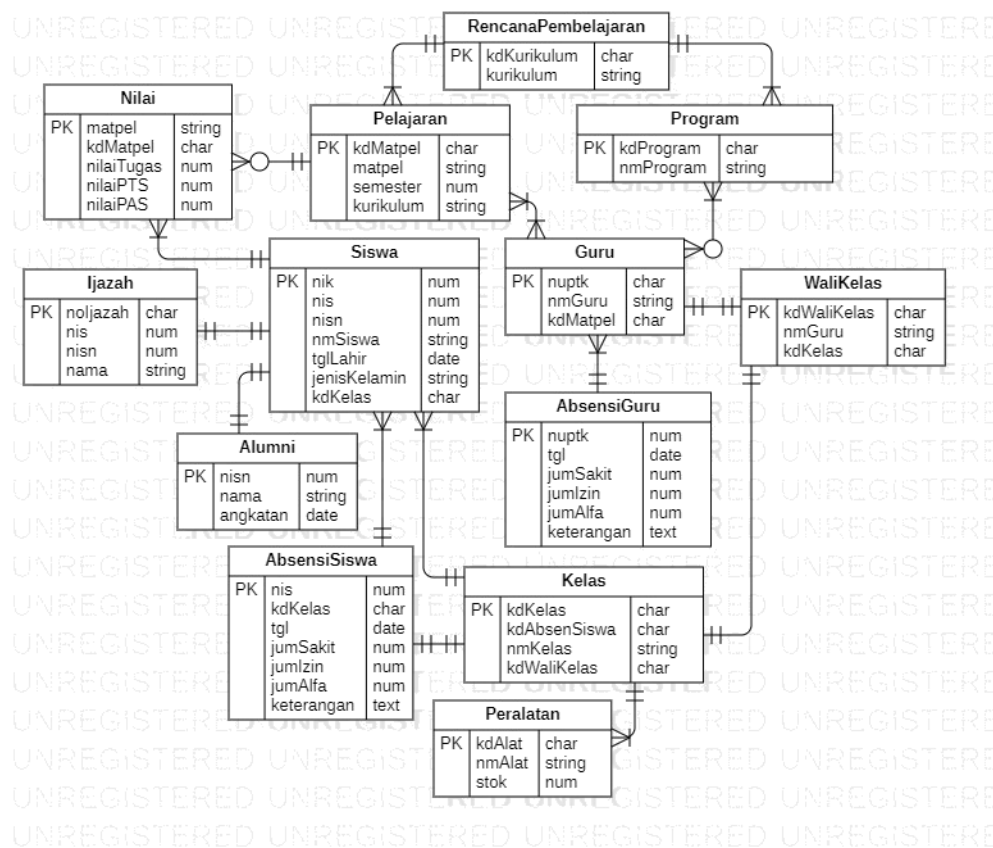 RencanaPembelajaran
PK kdKurikulum char
kurikulum string
Nilai
PK matpel string
kdMatpel char
nilaiTugas num
nilaiPTS num
nilaiPAS num
Pelajaran
PK kdMatpel char
matpel string
semester num
kurikulum string
Program
PK kdProgram char
nmProgram string
Siswa
PK nik num
nis num
nisn num
nmSiswa string
tglLahir date
jenisKelamin string
kdKelas char
Guru
PK nuptk char
nmGuru string
kdMatpel char
Ijazah
PK noIjazah char
nis num
nisn num
nama string
WaliKelas
PK kdWaliKelas char
nmGuru string
kdKelas char
AbsensiGuru
PK nuptk num
tgl date
jumSakit num
jumIzin num
jumAlfa num
keterangan text
Alumni
PK nisn num
nama string
angkatan date
AbsensiSiswa
PK nis num
kdKelas char
tgl date
jumSakit num
jumIzin num
jumAlfa num
keterangan text
Kelas
PK kdKelas char
kdAbsenSiswa char
nmKelas string
kdWaliKelas char
Peralatan
PK kdAlat char
nmAlat string
stok num
UNREGISTERED